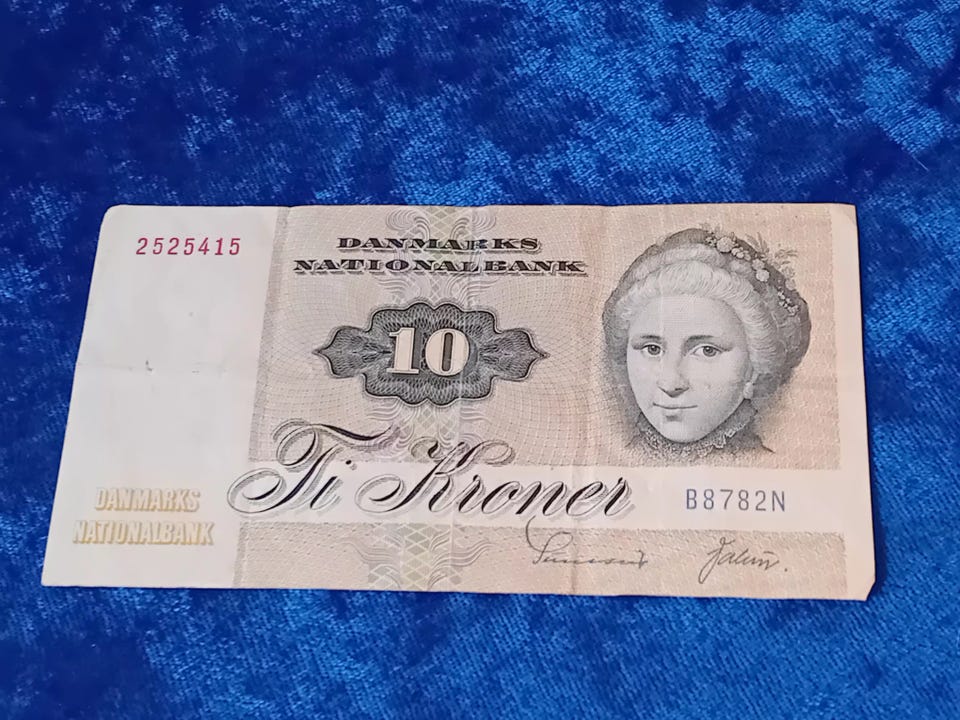 2525415
DANMARKS
NATIONALBANK
10
Ti Kroner
B8782N
DANMARKS
NATIONALBANK